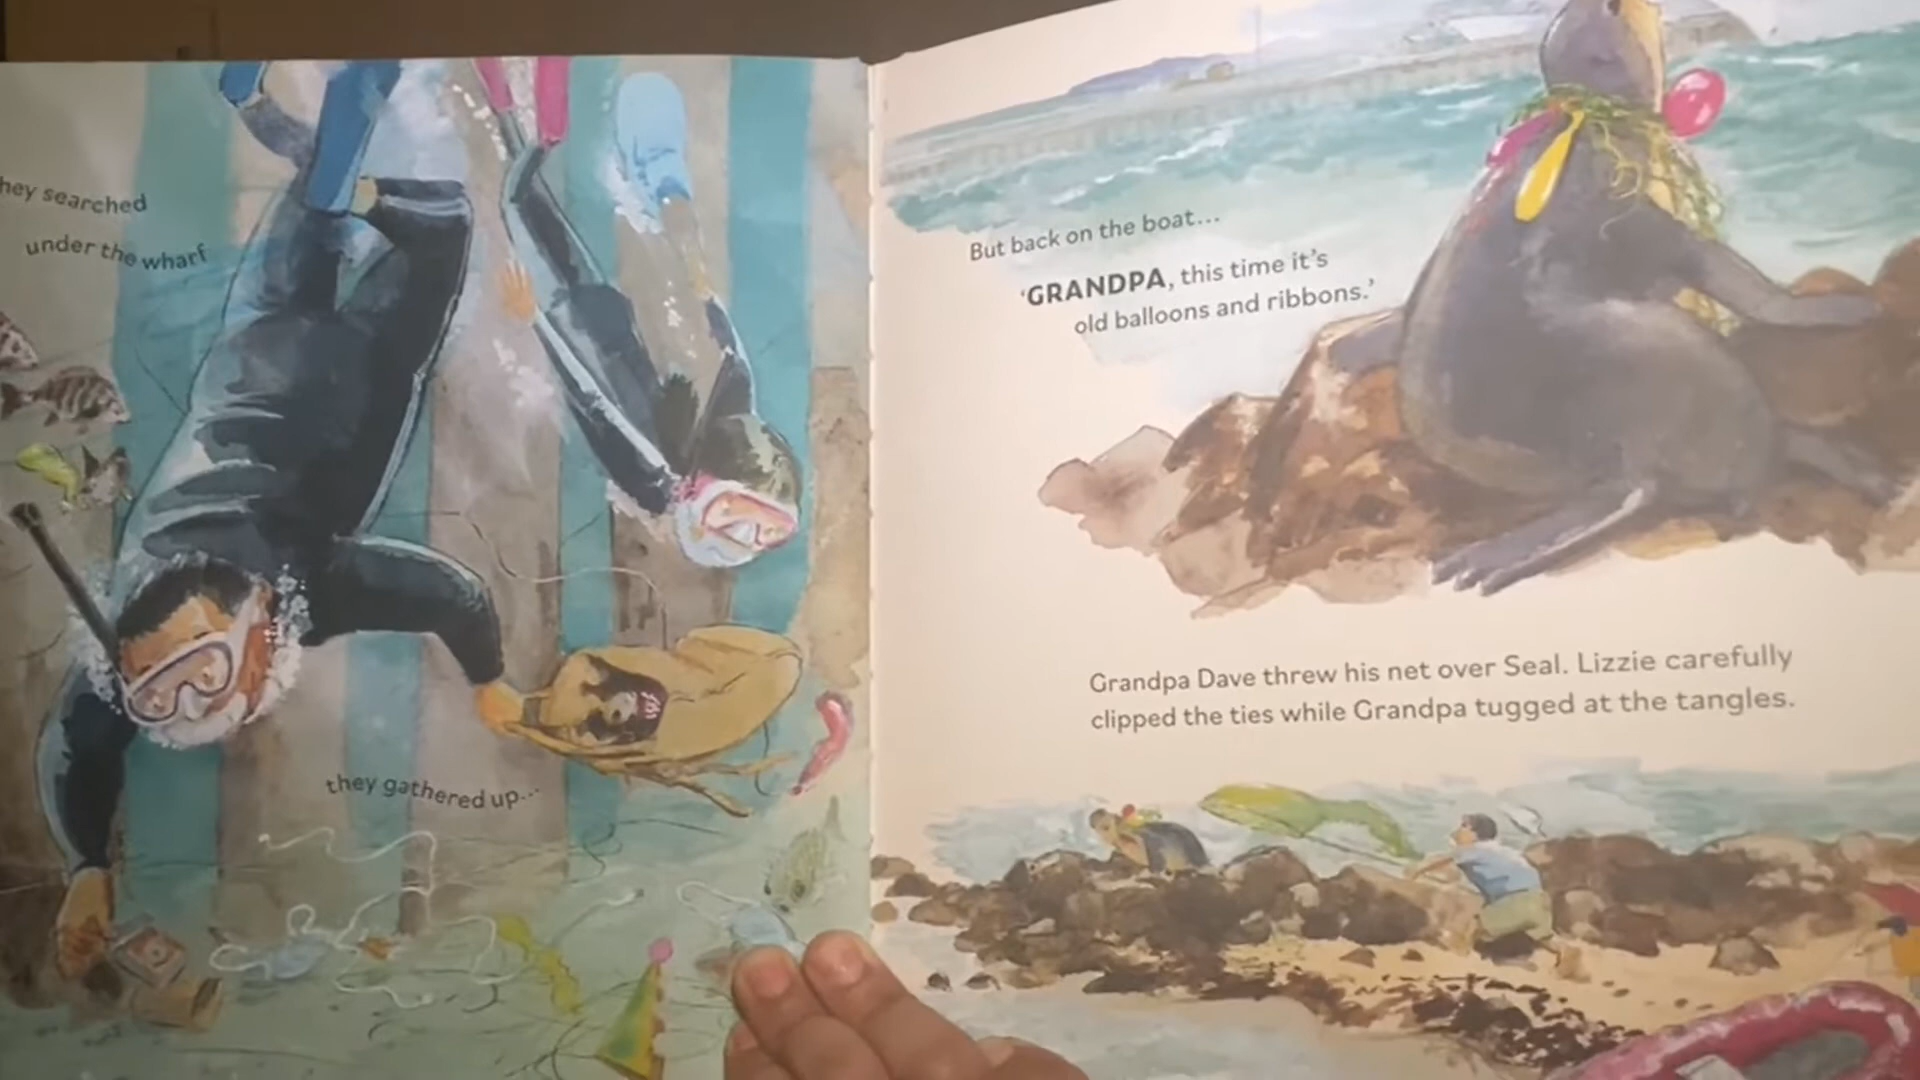 hey searched
under the wharf
they gathered up...
But back on the boat...
‘GRANDPA, this time it’s
old balloons and ribbons.’
Grandpa Dave threw his net over Seal. Lizzie carefully
clipped the ties while Grandpa tugged at the tangles.